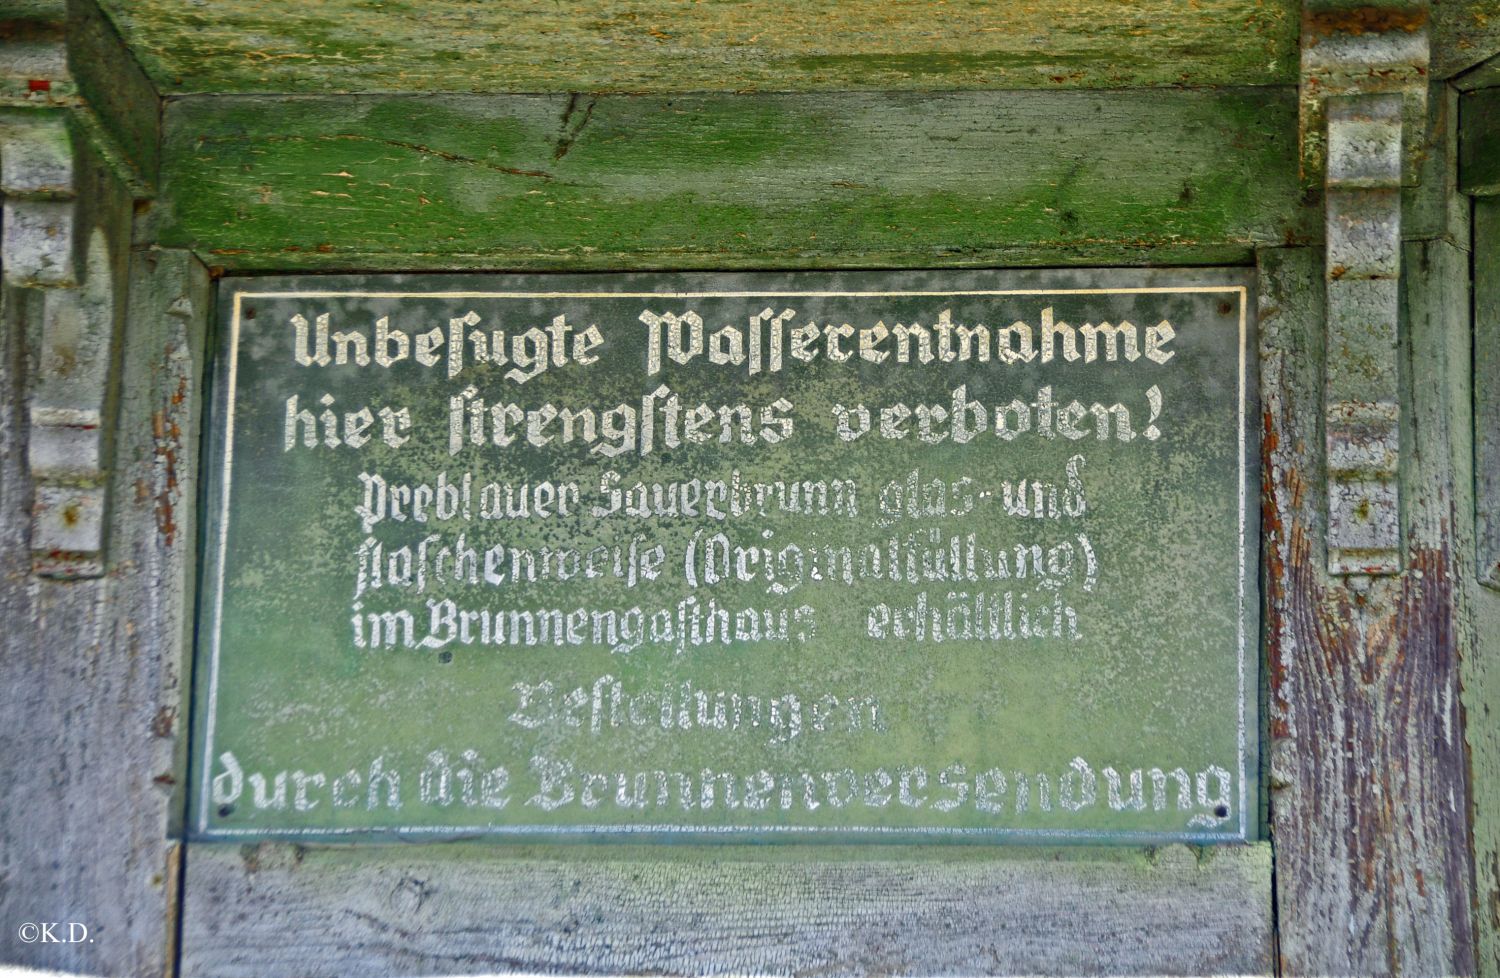 Unbefugte Wasserentnahme
hier strengstens verboten!
Preblauer Sauerbrunn glas- und
flaschenweise (Originalfüllung)
im Brunnengasthaus erhältlich
Bestellungen
durch die Brunnenversendung
©K.D.